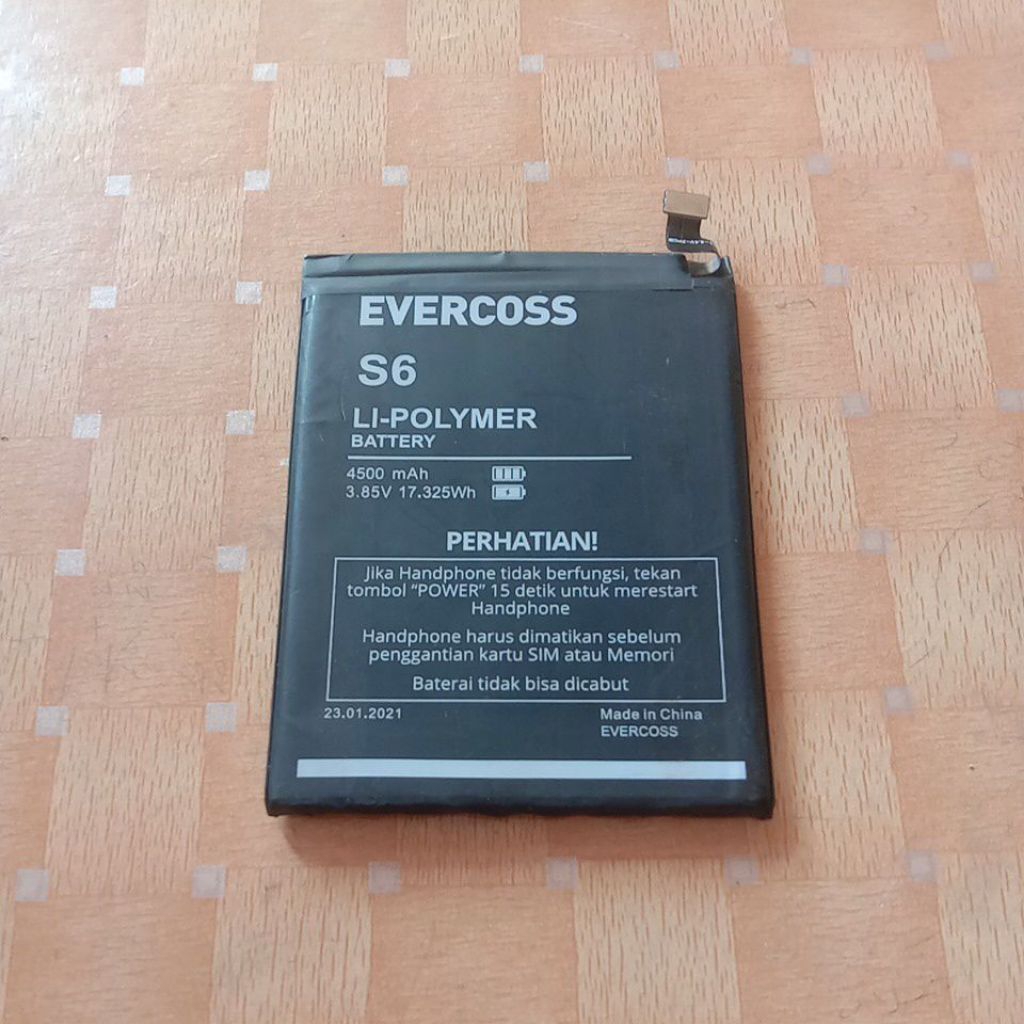 EVERCOSS
S6
LI-POLYMER
BATTERY
4500 mAh
3.85V 17.325Wh
PERHATIAN!
Jika Handphone tidak berfungsi, tekan
tombol "POWER" 15 detik untuk merestart
Handphone
Handphone harus dimatikan sebelum
penggantian kartu SIM atau Memori
Baterai tidak bisa dicabut
23.01.2021
Made in China
EVERCOSS